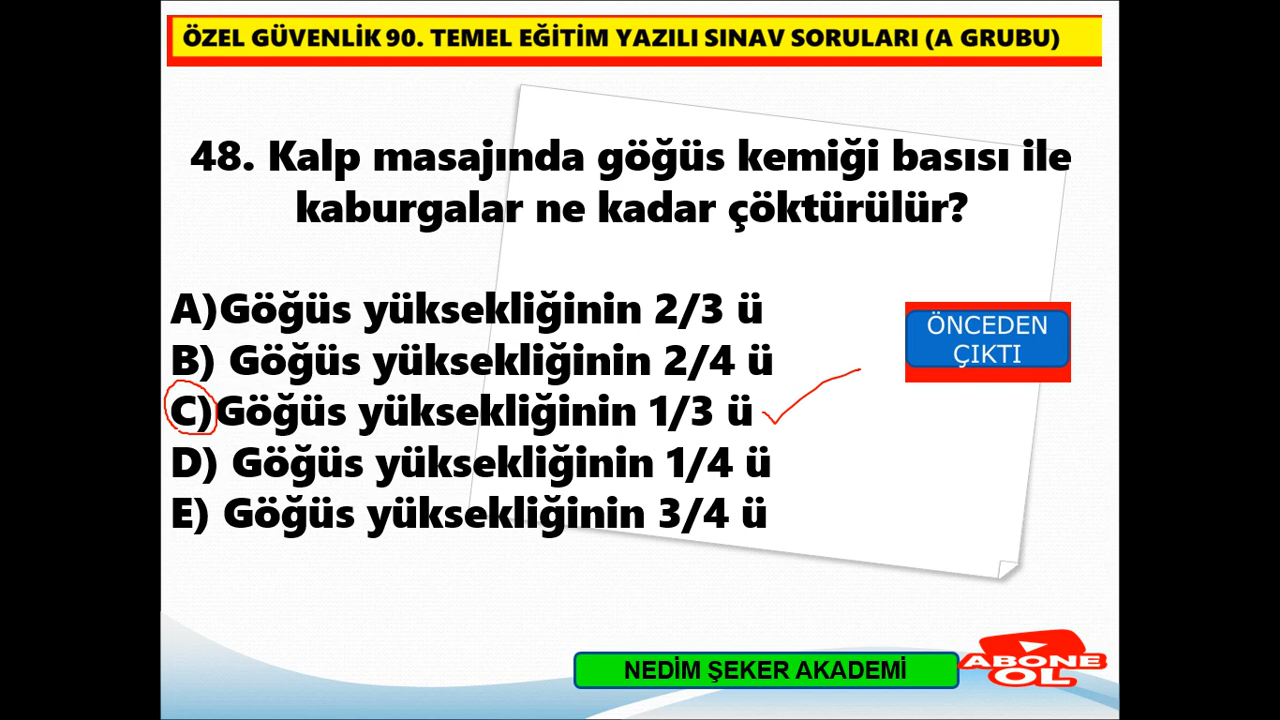 ÖZEL GÜVENLİK 90. TEMEL EĞİTİM YAZILI SINAV SORULARI (A GRUBU)
48. Kalp masajında göğüs kemiği basısı ile
kaburgalar ne kadar çöktürülür?
A)Göğüs yüksekliğinin 2/3 ü
B) Göğüs yüksekliğinin 2/4 ü
C)Göğüs yüksekliğinin 1/3 ü
D) Göğüs yüksekliğinin 1/4 ü
E) Göğüs yüksekliğinin 3/4 ü
ÖNCEDEN
ÇIKTI
NEDİM ŞEKER AKADEMİ
ABONE
OL